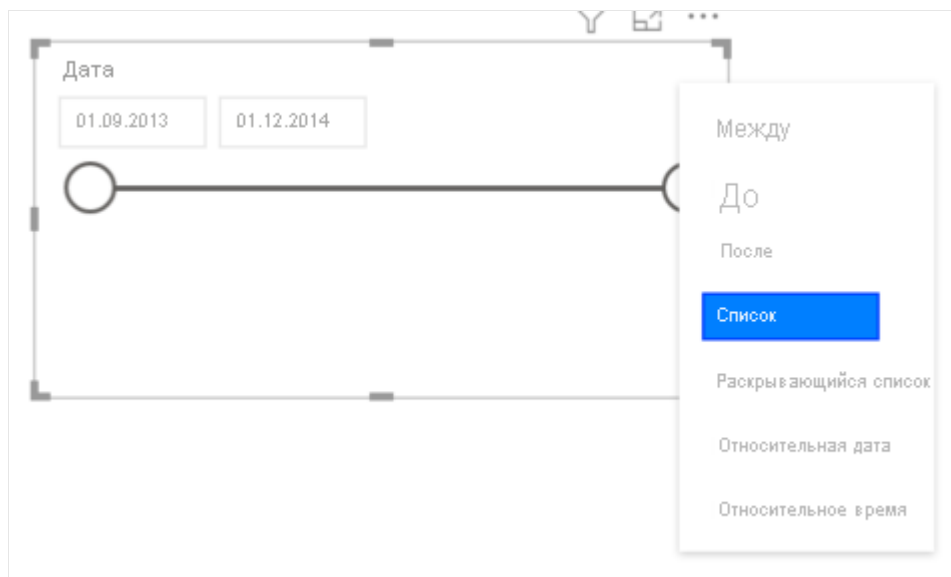 Дата
01.09.2013 01.12.2014
Между
До
После
Список
Раскрывающийся список
Относительная дата
Относительное время